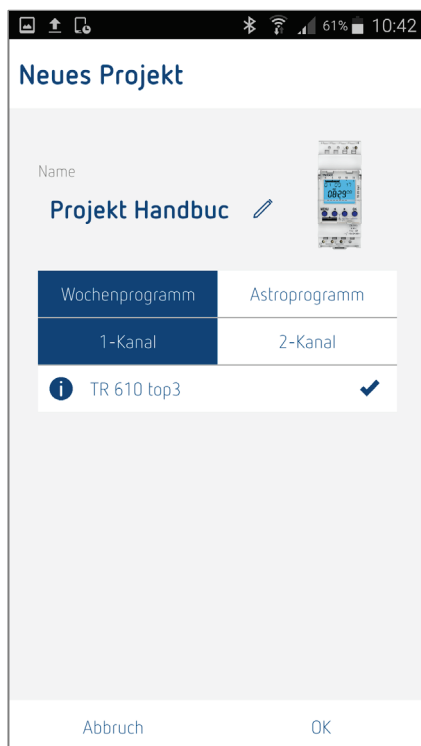 61% 10:42
Neues Projekt
Name
Projekt Handbuc
Wochenprogramm Astroprogramm
1-Kanal 2-Kanal
i TR 610 top3
Abbruch OK